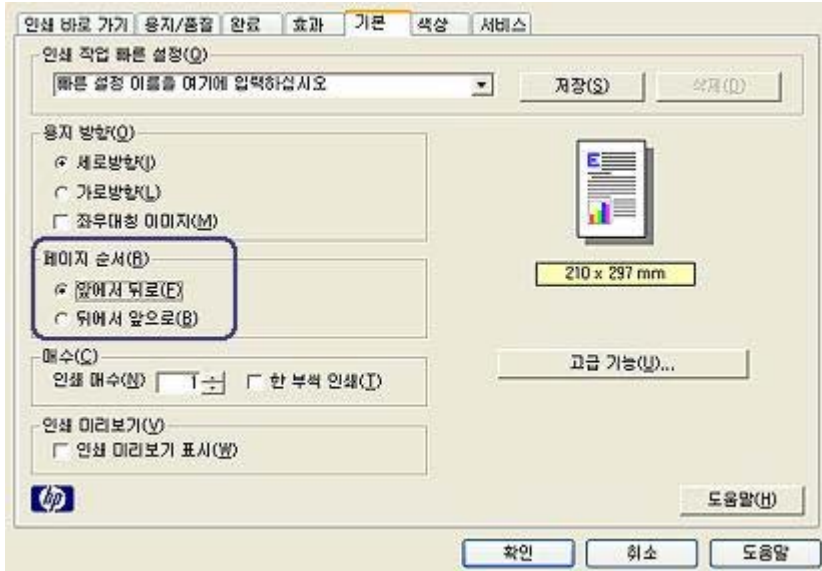 인쇄 바로 가기 용지/품질 완료 효과 기본 색상 서비스
인쇄 작업 빠른 설정(Q)
빠른 설정 이름을 여기에 입력하십시오 저장(S) 삭제(D)
용지 방향(O)
세로방향(I)
가로방향(L)
좌우대칭 이미지(M)
E
페이지 순서(R)
210 x 297 mm
앞에서 뒤로(F)
뒤에서 앞으로(B)
매수(C)
인쇄 매수(N) 1 한 부씩 인쇄(T)
고급 기능(U)...
인쇄 미리보기(V)
인쇄 미리보기 표시(W)
hp
도움말(H)
확인 취소 도움말